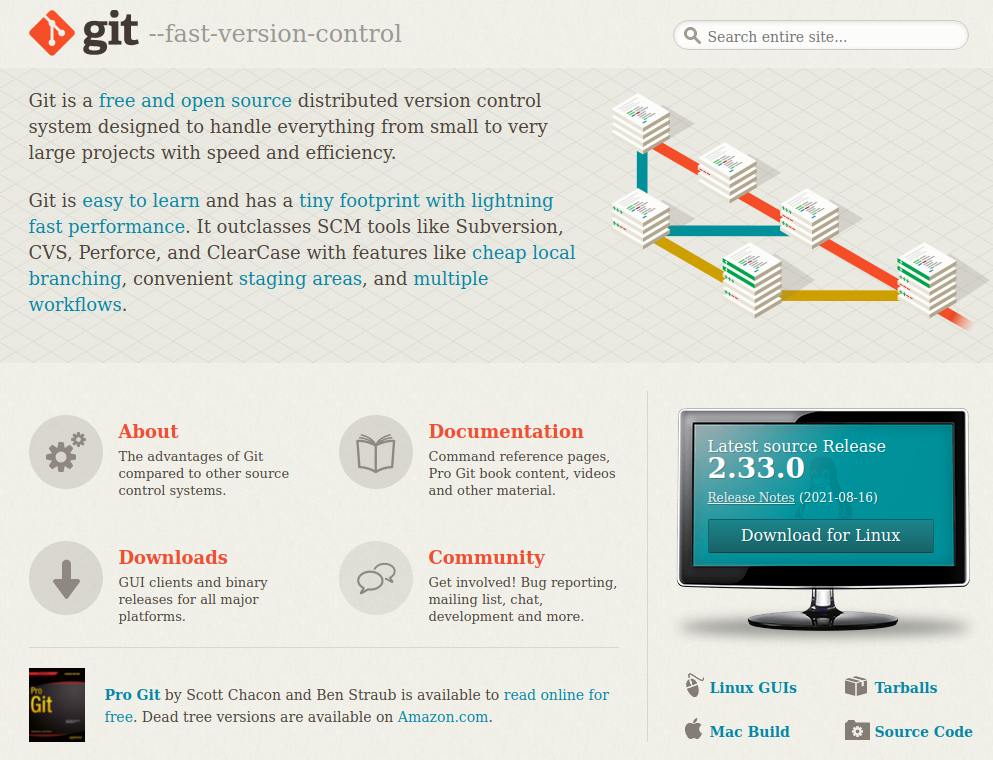 git --fast-version-control
Search entire site...
Git is a free and open source distributed version control
system designed to handle everything from small to very
large projects with speed and efficiency.
Git is easy to learn and has a tiny footprint with lightning
fast performance. It outclasses SCM tools like Subversion,
CVS, Perforce, and ClearCase with features like cheap local
branching, convenient staging areas, and multiple
workflows.
About
The advantages of Git
compared to other source
control systems.
Documentation
Command reference pages,
Pro Git book content, videos
and other material.
Downloads
GUI clients and binary
releases for all major
platforms.
Community
Get involved! Bug reporting,
mailing list, chat,
development and more.
Pro
Git
Pro Git by Scott Chacon and Ben Straub is available to read online for
free. Dead tree versions are available on Amazon.com.
Latest source Release
2.33.0
Release Notes (2021-08-16)
Download for Linux
Linux GUIs
Tarballs
Mac Build
Source Code